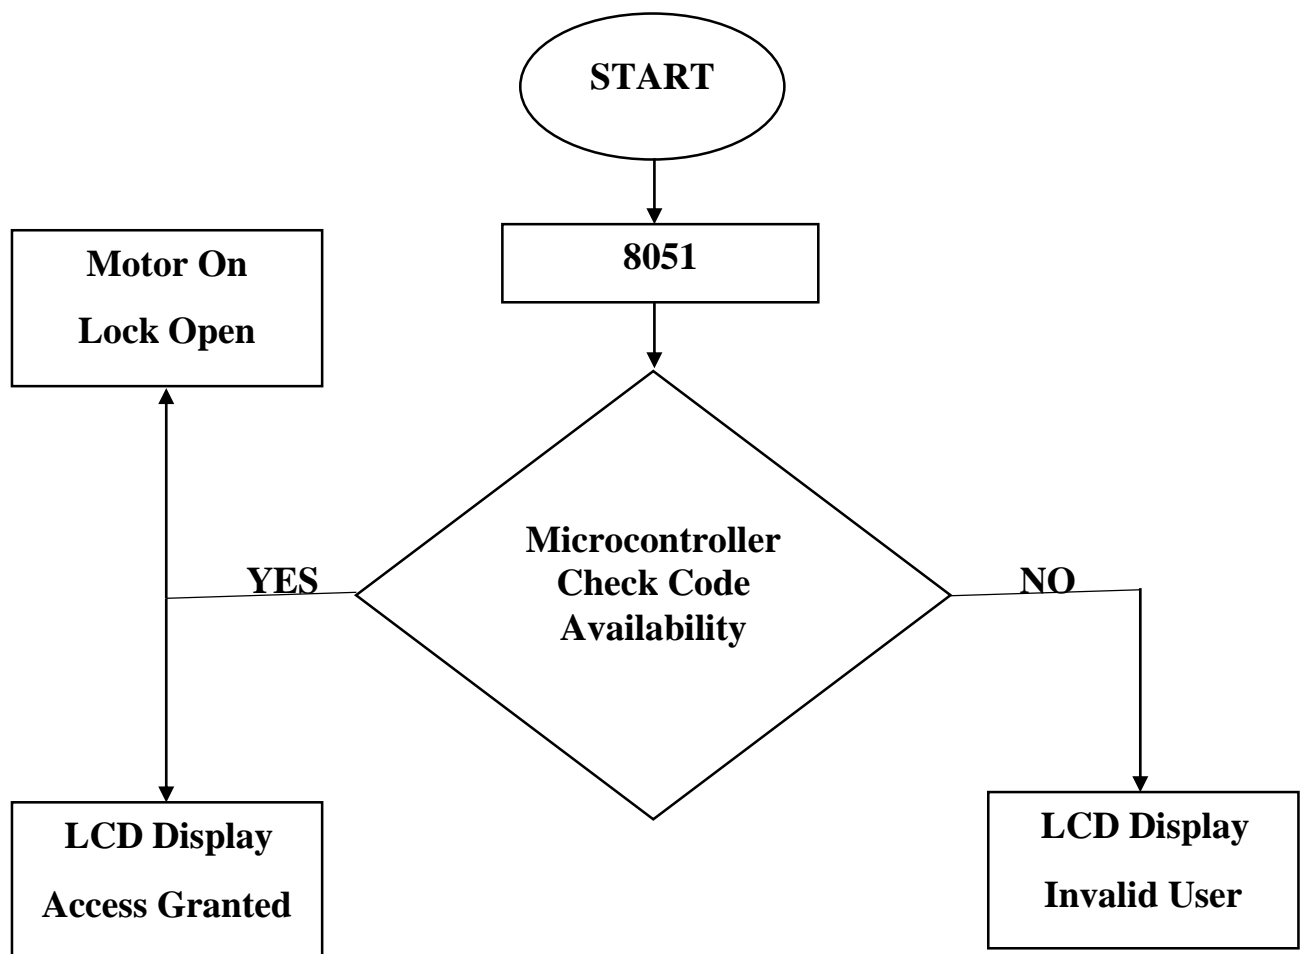 START
8051
Motor On
Lock Open
Microcontroller
Check Code
Availability
YES
NO
LCD Display
Access Granted
LCD Display
Invalid User